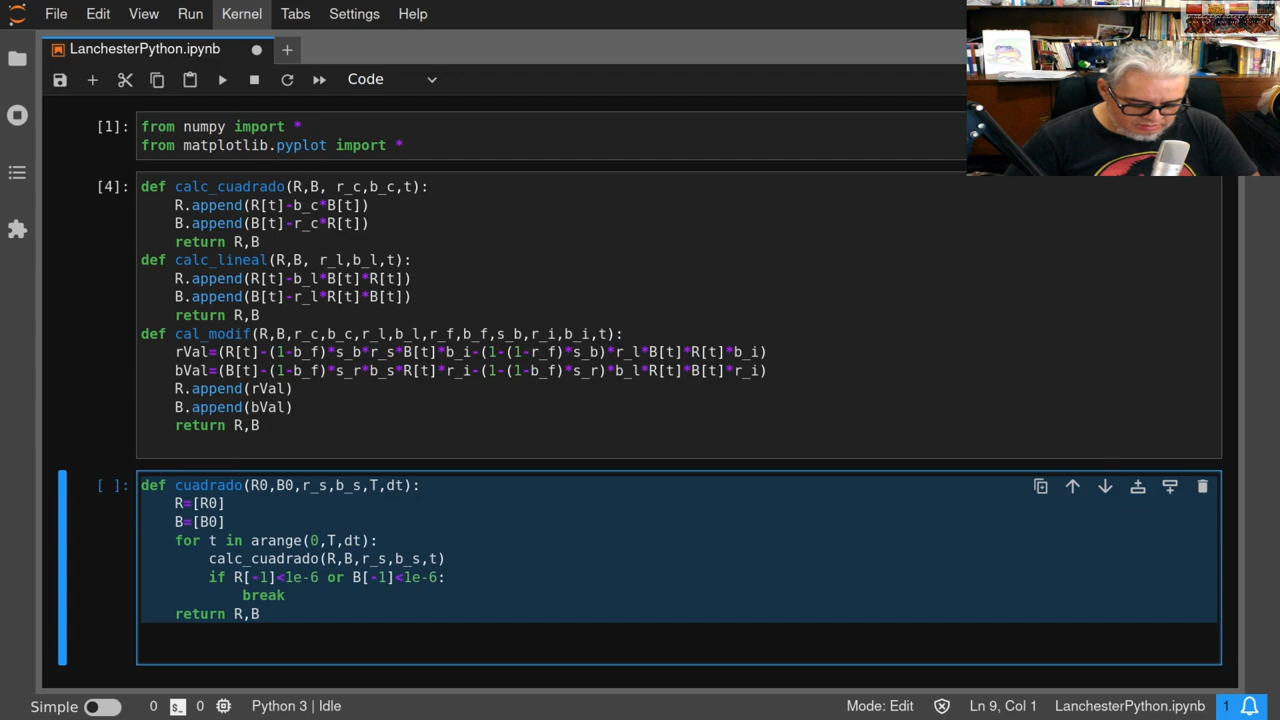 File Edit View Run Kernel Tabs Settings Help
LanchesterPython.ipynb
Code
[1]:
from numpy import *
from matplotlib.pyplot import *
[4]:
def calc_cuadrado(R,B, r_c,b_c,t):
R.append(R[t]-b_c*B[t])
B.append(B[t]-r_c*R[t])
return R,B
def calc_lineal(R,B, r_l,b_l,t):
R.append(R[t]-b_l*B[t]*R[t])
B.append(B[t]-r_l*R[t]*B[t])
return R,B
def cal_modif(R,B,r_c,b_c,r_l,b_l,r_f,b_f,s_b,r_i,b_i,t):
rVal=(R[t]-(1-b_f)*s_b*r_s*B[t]*b_i-(1-(1-r_f)*s_b)*r_l*B[t]*R[t]*b_i)
bVal=(B[t]-(1-b_f)*s_r*b_s*R[t]*r_i-(1-(1-b_f)*s_r)*b_l*R[t]*B[t]*r_i)
R.append(rVal)
B.append(bVal)
return R,B
[ ]:
def cuadrado(R0,B0,r_s,b_s,T,dt):
R=[R0]
B=[B0]
for t in arange(0,T,dt):
calc_cuadrado(R,B,r_s,b_s,t)
if R[-1]<1e-6 or B[-1]<1e-6:
break
return R,B
Simple 0 $_ 0 Python 3 | Idle Mode: Edit Ln 9, Col 1 LanchesterPython.ipynb 1